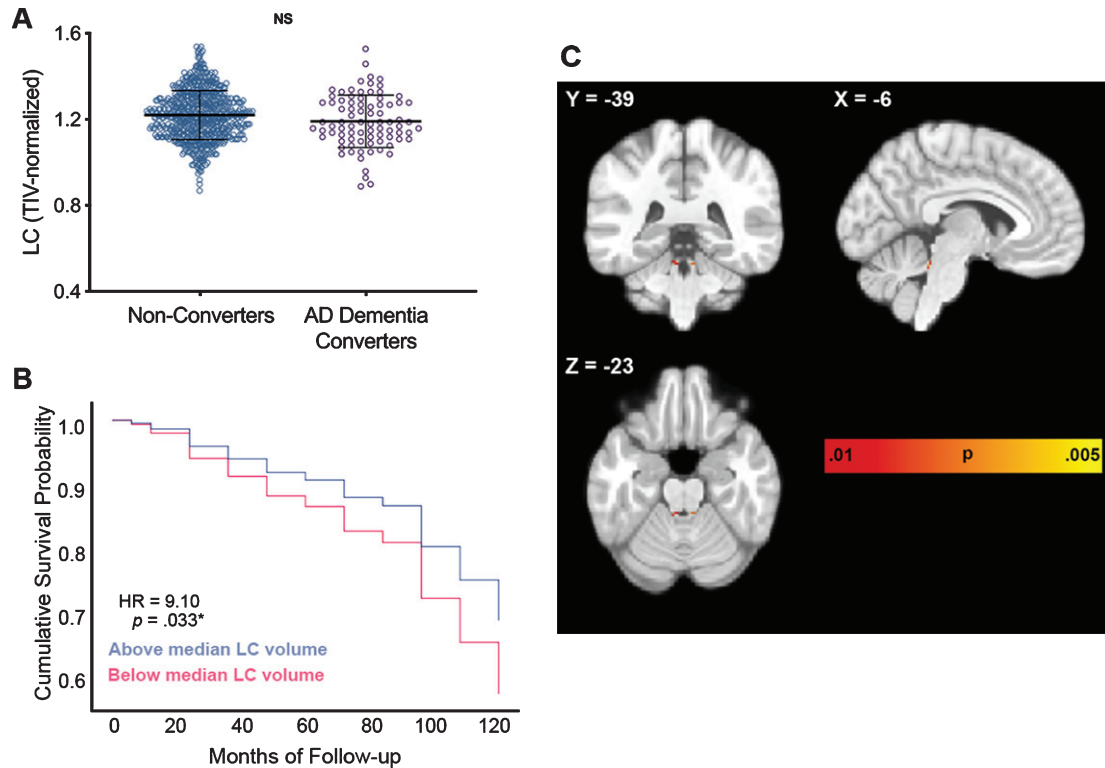 A
NS
1.6
1.2
0.8
0.4
LC (TIV-normalized)
Non-Converters
AD Dementia
Converters
B
1.0
0.9
0.8
0.7
0.6
Cumulative Survival Probability
HR = 9.10
p = .033*
Above median LC volume
Below median LC volume
0 20 40 60 80 100 120
Months of Follow-up
C
Y = -39
X = -6
Z = -23
.01 p .005